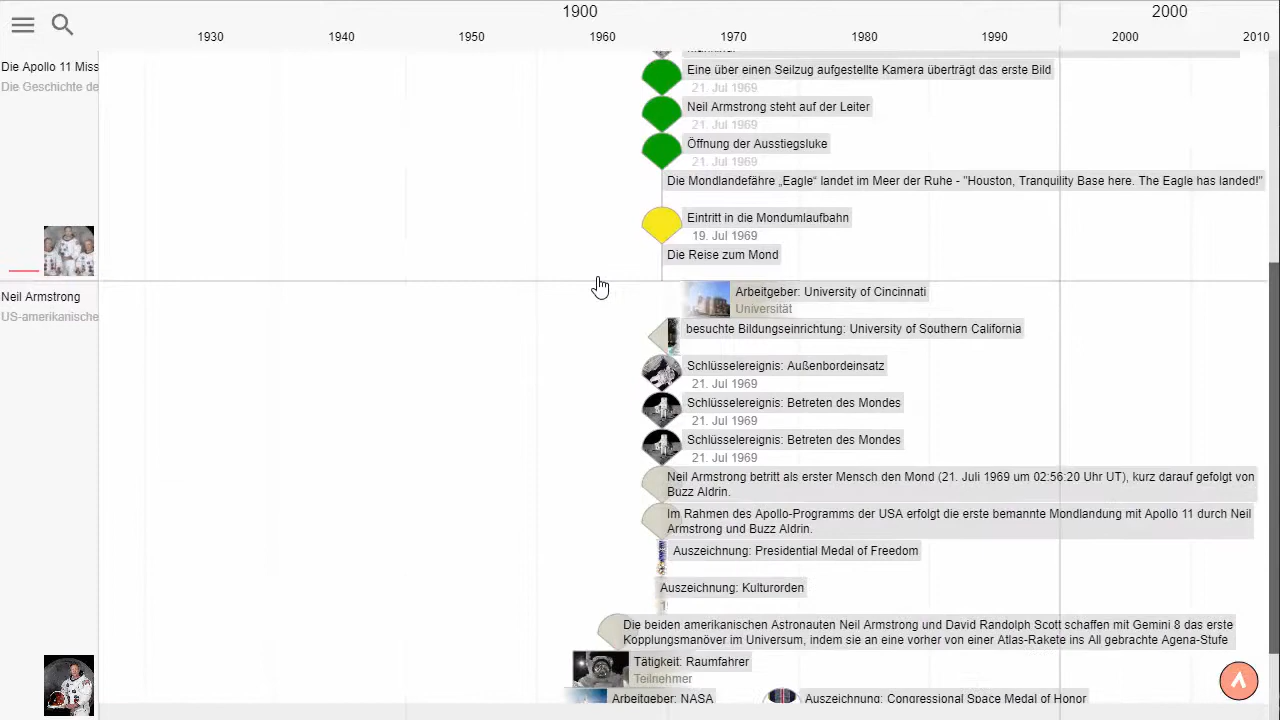 1900
2000
1930
1940
1950
1960
1970
1980
1990
2000
2010
Die Apollo 11 Miss
Die Geschichte de
Eine über einen Seilzug aufgestellte Kamera überträgt das erste Bild
21. Jul 1969
Neil Armstrong steht auf der Leiter
21. Jul 1969
Öffnung der Ausstiegsluke
21. Jul 1969
Die Mondlandefähre „Eagle“ landet im Meer der Ruhe - "Houston, Tranquility Base here. The Eagle has landed!"
Eintritt in die Mondumlaufbahn
19. Jul 1969
Die Reise zum Mond
Neil Armstrong
US-amerikanische
Arbeitgeber: University of Cincinnati
Universität
besuchte Bildungseinrichtung: University of Southern California
Schlüsselereignis: Außenbordeinsatz
21. Jul 1969
Schlüsselereignis: Betreten des Mondes
21. Jul 1969
Schlüsselereignis: Betreten des Mondes
21. Jul 1969
Neil Armstrong betritt als erster Mensch den Mond (21. Juli 1969 um 02:56:20 Uhr UT), kurz darauf gefolgt von
Buzz Aldrin.
Im Rahmen des Apollo-Programms der USA erfolgt die erste bemannte Mondlandung mit Apollo 11 durch Neil
Armstrong und Buzz Aldrin.
Auszeichnung: Presidential Medal of Freedom
Auszeichnung: Kulturorden
Die beiden amerikanischen Astronauten Neil Armstrong und David Randolph Scott schaffen mit Gemini 8 das erste
Kopplungsmanöver im Universum, indem sie an eine vorher von einer Atlas-Rakete ins All gebrachte Agena-Stufe
Tätigkeit: Raumfahrer
Teilnehmer
Arbeitgeber: NASA
Auszeichnung: Congressional Space Medal of Honor